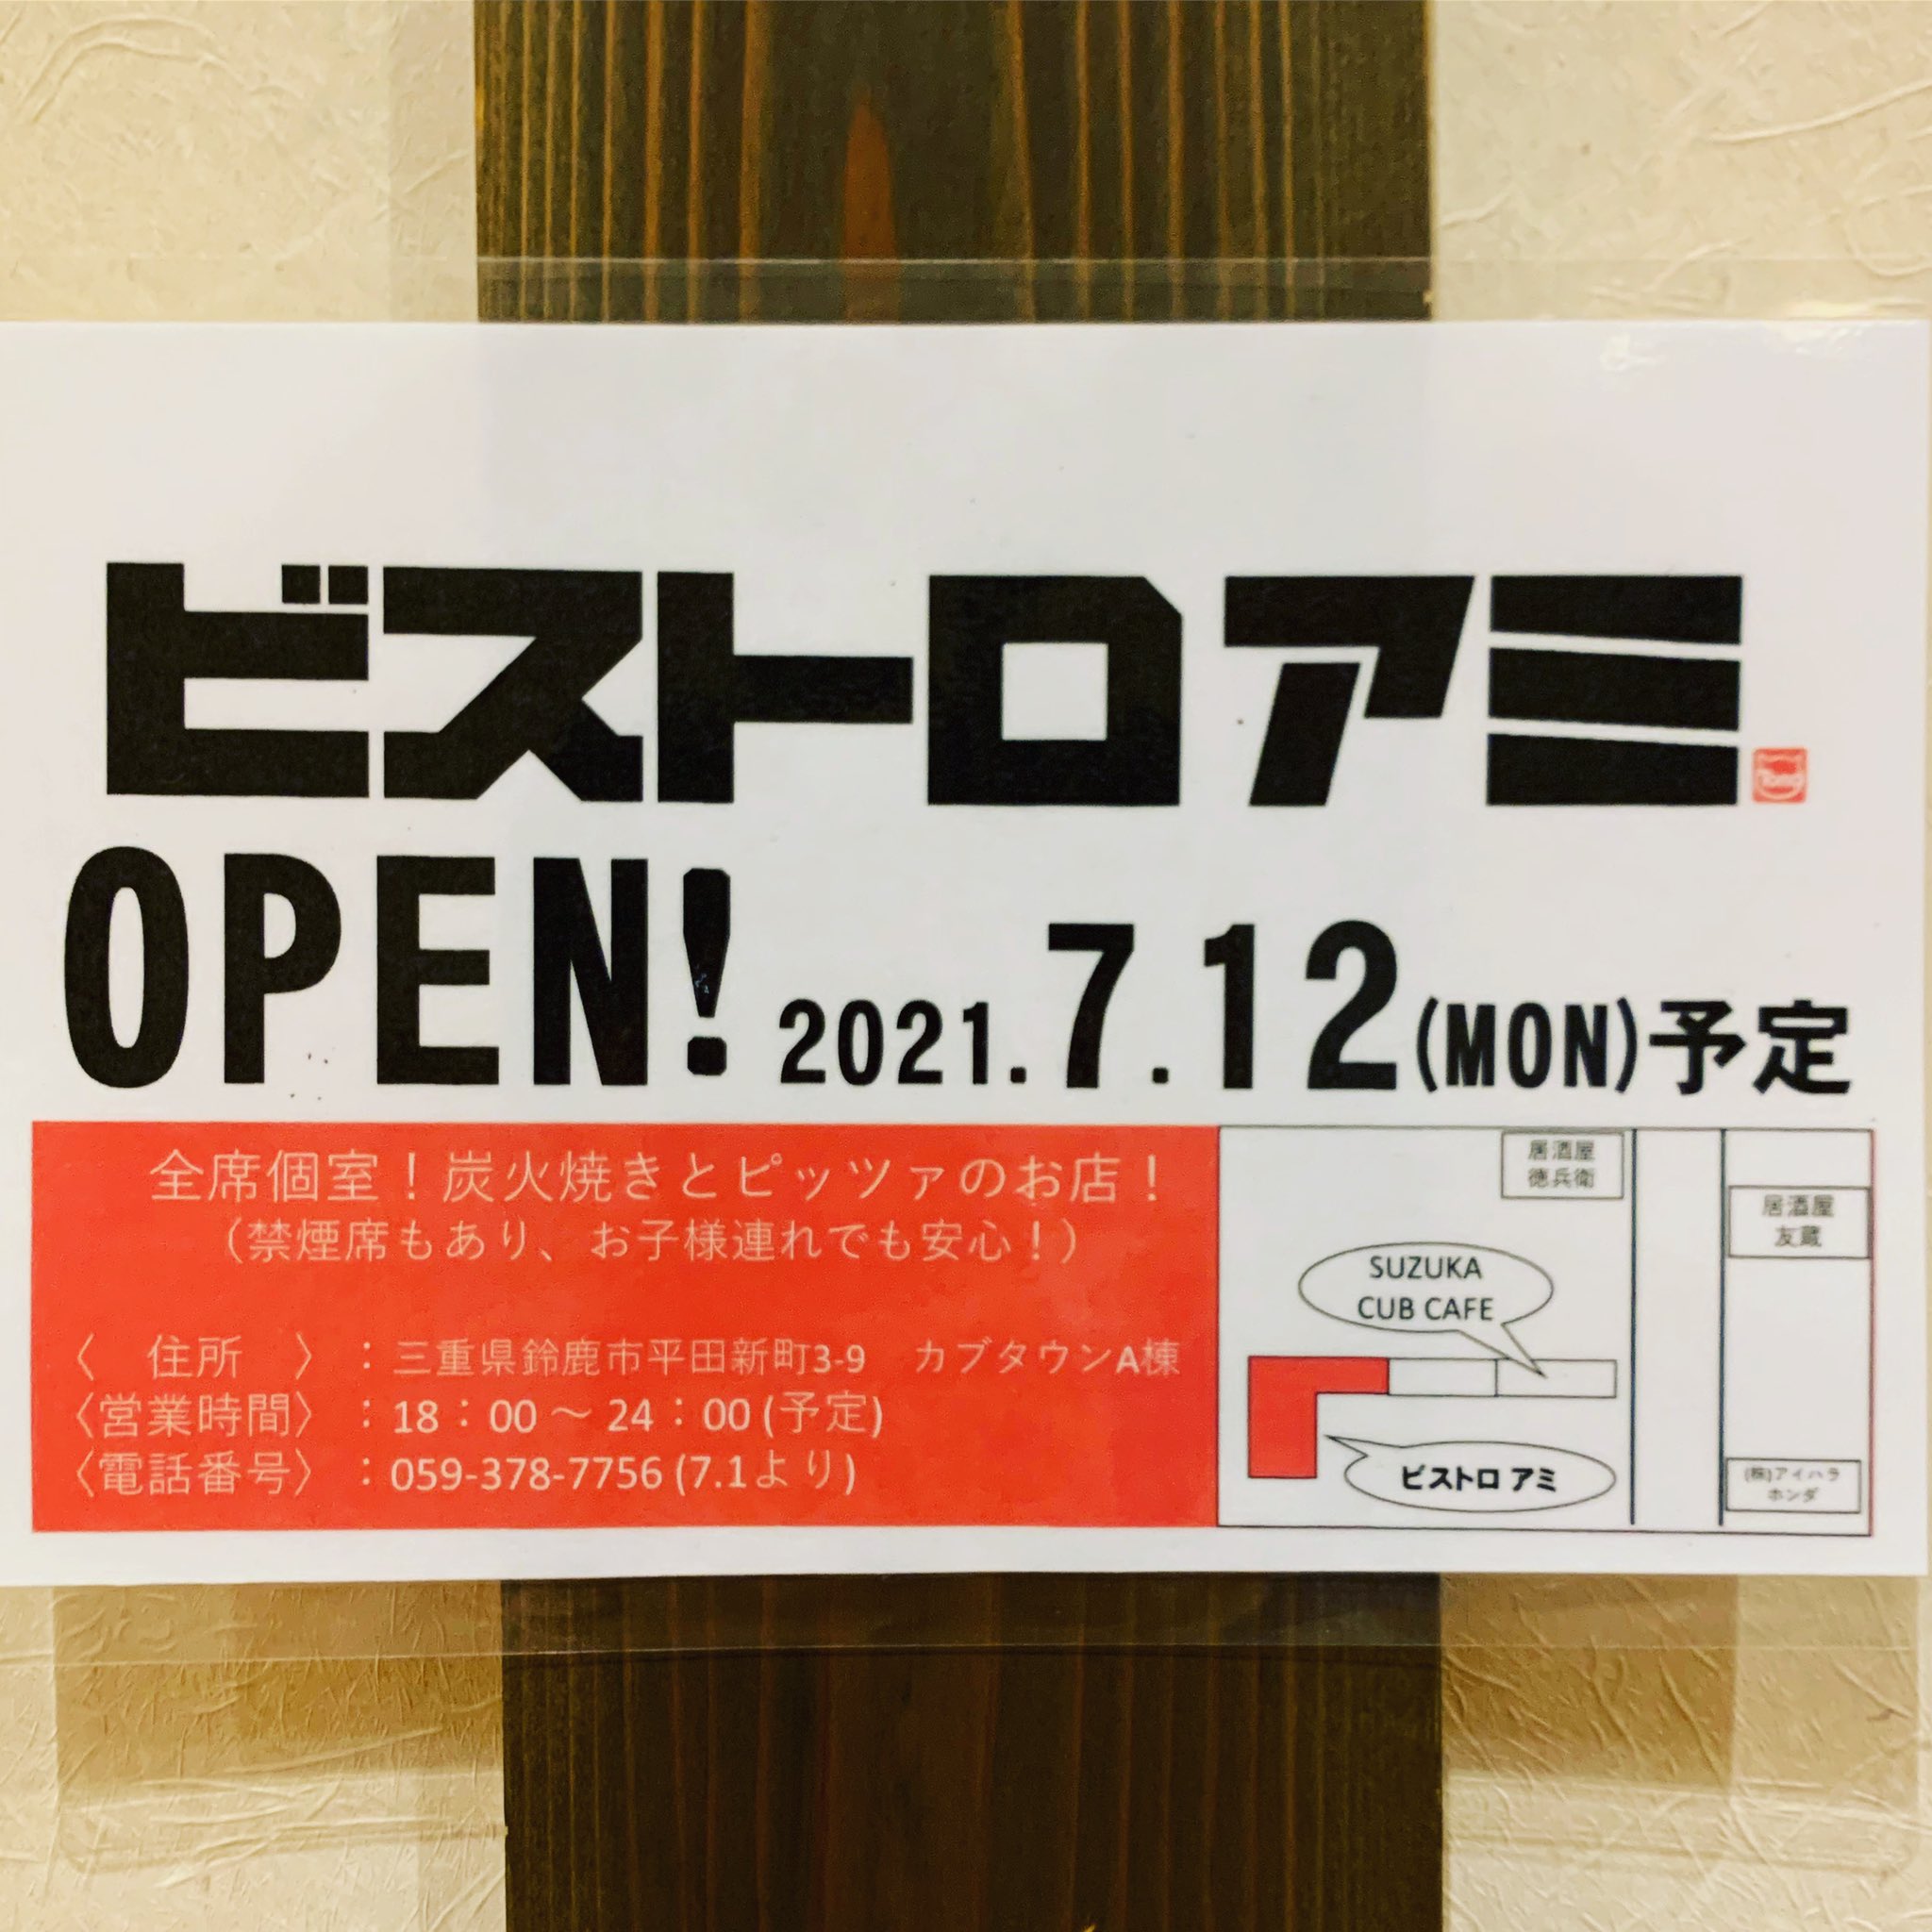 ビストロ アミ
OPEN! 2021.7.12(MON)予定
全席個室！炭火焼きとピッツァのお店！
（禁煙席もあり、お子様連れでも安心！）
〈　住所　〉：三重県鈴鹿市平田新町3-9　カブタウンA棟
〈営業時間〉：18：00～24：00(予定)
〈電話番号〉：059-378-7756(7.1より)
居酒屋
徳兵衛
居酒屋
友蔵
SUZUKA
CUB CAFE
ビストロ アミ
(株)アイハラ
ホンダ